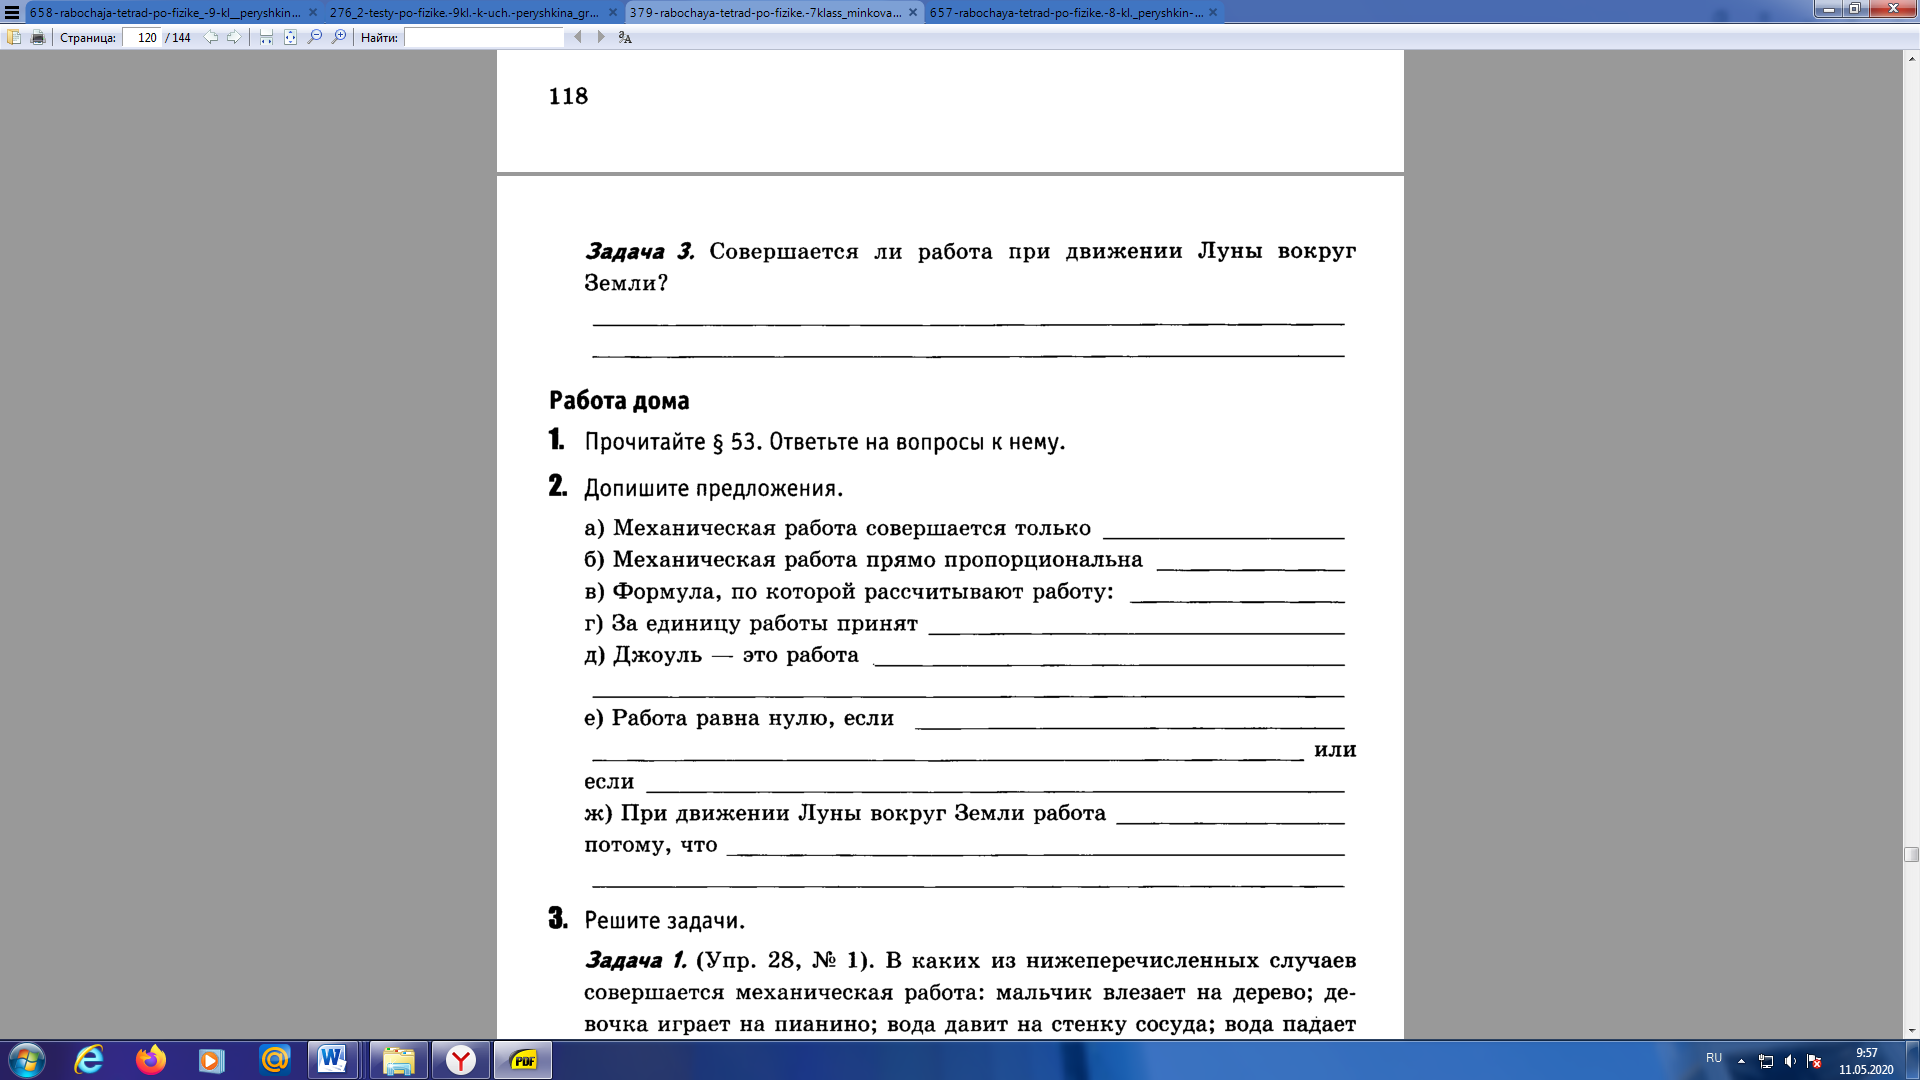 658-rabochaja-tetrad-po-fizike_-9-kl__peryshkin...
276_2-testy-po-fizike.-9kl.-k-uch.-peryshkina_gr...
379-rabochaya-tetrad-po-fizike.-7klass_minkova...
657-rabochaya-tetrad-po-fizike.-8-kl._peryshkin-...
Страница: 120 / 144 Найти:
118
Задача 3. Совершается ли работа при движении Луны вокруг
Земли?
Работа дома
1. Прочитайте § 53. Ответьте на вопросы к нему.
2. Допишите предложения.
а) Механическая работа совершается только
б) Механическая работа прямо пропорциональна
в) Формула, по которой рассчитывают работу:
г) За единицу работы принят
д) Джоуль — это работа
е) Работа равна нулю, если
или
если
ж) При движении Луны вокруг Земли работа
потому, что
3. Решите задачи.
Задача 1. (Упр. 28, № 1). В каких из нижеперечисленных случаев
совершается механическая работа: мальчик влезает на дерево; де-
вочка играет на пианино; вода давит на стенку сосуда; вода падает
PDF
RU
9:57
11.05.2020